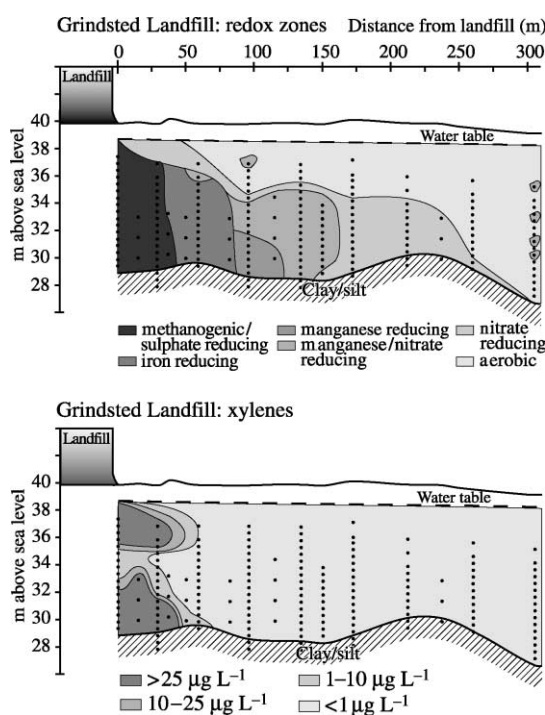 Grindsted Landfill: redox zones
Distance from landfill (m)
0 50 100 150 200 250 300
Landfill
40
38
36
34
32
30
28
m above sea level
Water table
Clay/silt
methanogenic/
sulphate reducing
iron reducing
manganese reducing
manganese/nitrate
reducing
nitrate
reducing
aerobic
Grindsted Landfill: xylenes
Landfill
40
38
36
34
32
30
28
m above sea level
Water table
Clay/silt
>25 µg L⁻¹
10–25 µg L⁻¹
1–10 µg L⁻¹
<1 µg L⁻¹